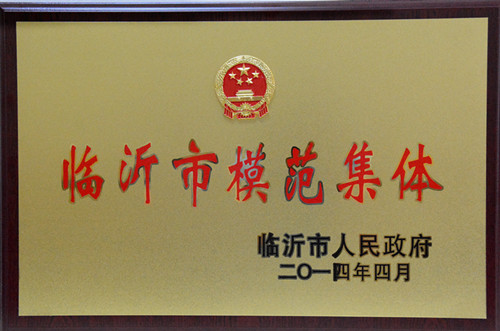 临沂市模范集体
临沂市人民政府
二〇一四年四月